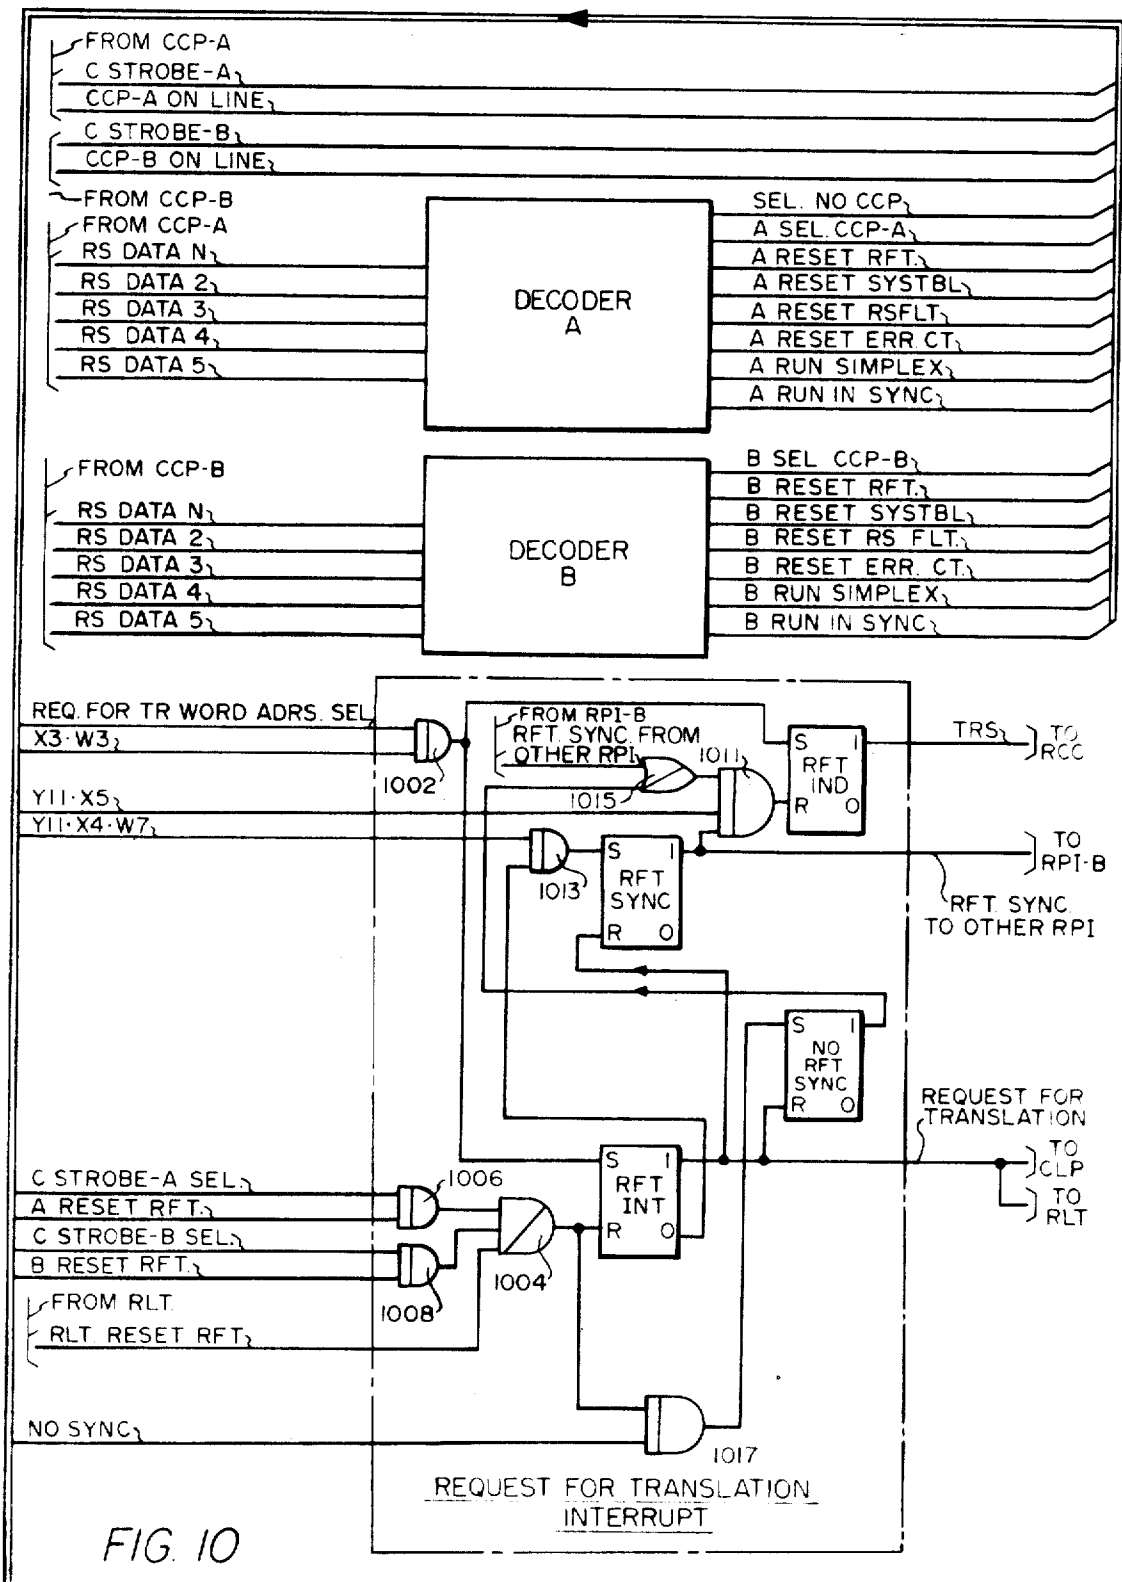 FROM CCP-A
C STROBE-A
CCP-A ON LINE
C STROBE-B
CCP-B ON LINE
FROM CCP-B
FROM CCP-A
RS DATA N
RS DATA 2
RS DATA 3
RS DATA 4
RS DATA 5
DECODER
A
SEL. NO CCP
A SEL. CCP-A
A RESET RFT.
A RESET SYSTBL
A RESET RSFLT
A RESET ERR. CT.
A RUN SIMPLEX
A RUN IN SYNC
FROM CCP-B
RS DATA N
RS DATA 2
RS DATA 3
RS DATA 4
RS DATA 5
DECODER
B
B SEL CCP-B
B RESET RFT.
B RESET SYSTBL
B RESET RS FLT.
B RESET ERR. CT.
B RUN SIMPLEX
B RUN IN SYNC
REQ. FOR TR WORD ADRS. SEL
X3·W3
1002
FROM RPI-B
RFT. SYNC. FROM
OTHER RPI
1011
1015
S 1
RFT
IND
R 0
TRS
TO
RCC
Y11·X5
Y11·X4·W7
1013
S 1
RFT
SYNC
R 0
TO
RPI-B
RFT. SYNC.
TO OTHER RPI
S 1
NO
RFT
SYNC
R 0
REQUEST FOR
TRANSLATION
TO
CLP
TO
RLT
C STROBE-A SEL.
A RESET RFT.
1006
C STROBE-B SEL.
B RESET RFT.
1008
1004
S 1
RFT
INT
R 0
FROM RLT.
RLT. RESET RFT.
NO SYNC
1017
REQUEST FOR TRANSLATION
INTERRUPT
FIG. 10